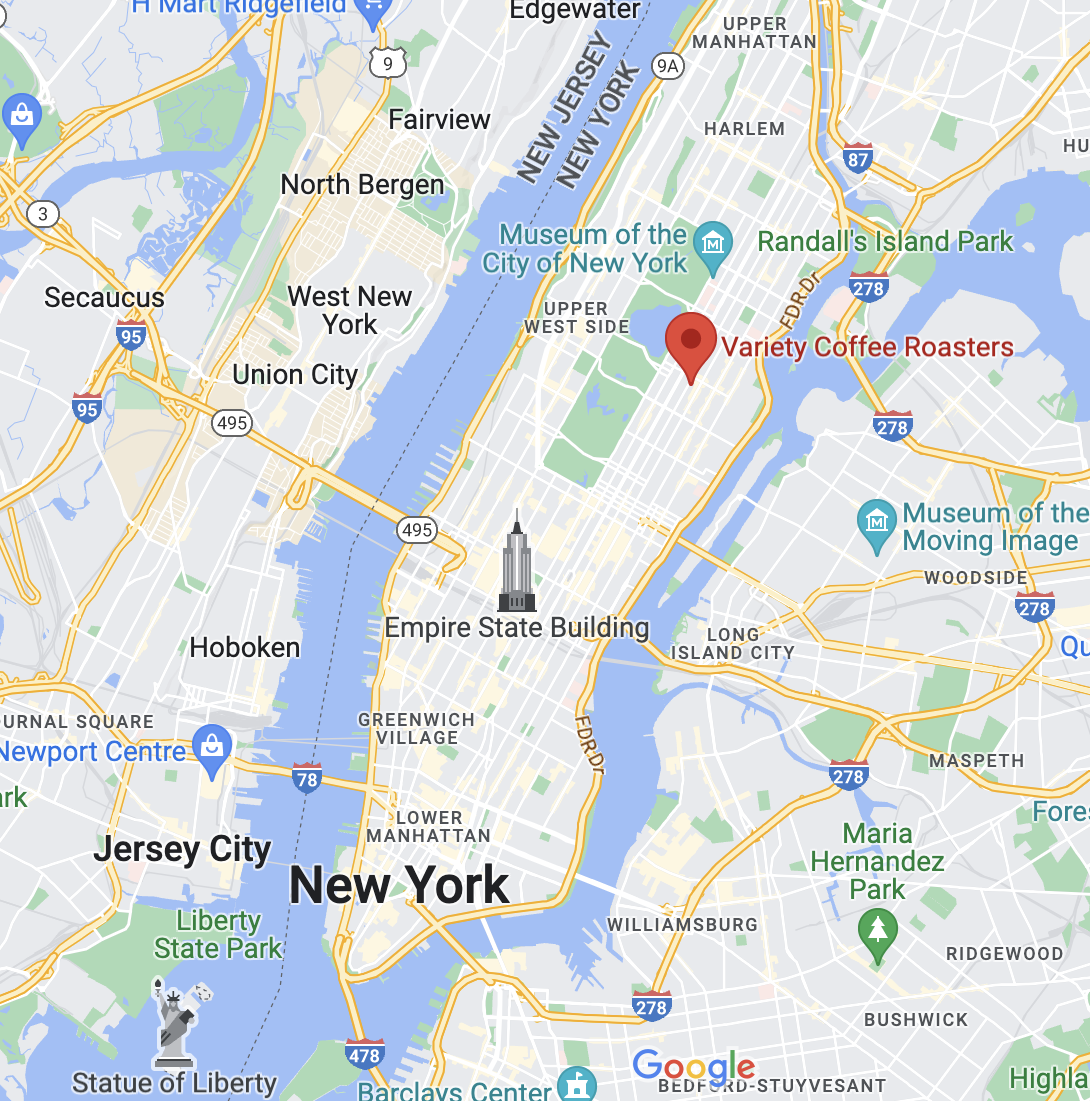 H Mart Ridgefield
Edgewater
UPPER
MANHATTAN
9
9A
NEW JERSEY
NEW YORK
Fairview
HARLEM
87
HU
North Bergen
3
Museum of the
City of New York
Randall's Island Park
278
Secaucus
West New
York
UPPER
WEST SIDE
FDR Dr
95
Variety Coffee Roasters
Union City
95
495
278
495
Museum of the
Moving Image
WOODSIDE
278
Empire State Building
Hoboken
LONG
ISLAND CITY
Qu
URNAL SQUARE
GREENWICH
VILLAGE
Newport Centre
FDR Dr
78
278
MASPETH
ark
Fores
LOWER
MANHATTAN
Jersey City
Maria
Hernandez
Park
New York
Liberty
State Park
WILLIAMSBURG
RIDGEWOOD
278
BUSHWICK
478
Google
Statue of Liberty
Barclays Center
BEDFORD-STUYVESANT
Highla